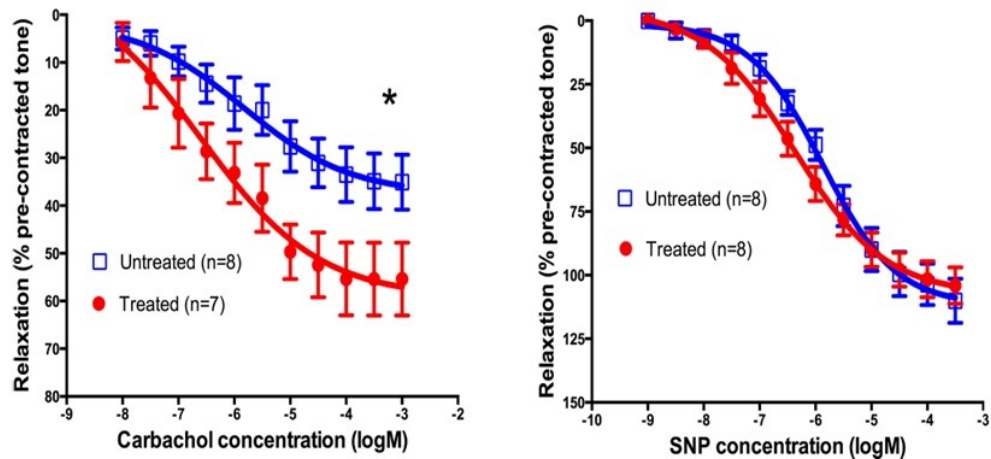 Relaxation (% pre-contracted tone)
0
10
20
30
40
50
60
70
80
*
Untreated (n=8)
Treated (n=7)
-9 -8 -7 -6 -5 -4 -3 -2
Carbachol concentration (logM)
Relaxation (% pre-contracted tone)
0
25
50
75
100
125
150
Untreated (n=8)
Treated (n=8)
-10 -9 -8 -7 -6 -5 -4 -3
SNP concentration (logM)